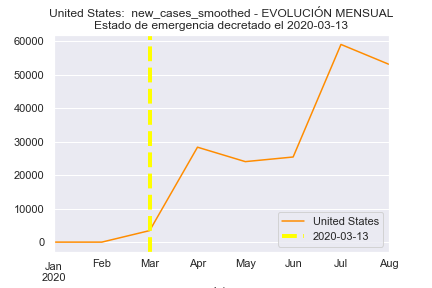 United States:  new_cases_smoothed - EVOLUCIÓN MENSUAL
Estado de emergencia decretado el 2020-03-13
60000
50000
40000
30000
20000
10000
0
Jan Feb Mar Apr May Jun Jul Aug
2020
United States
2020-03-13